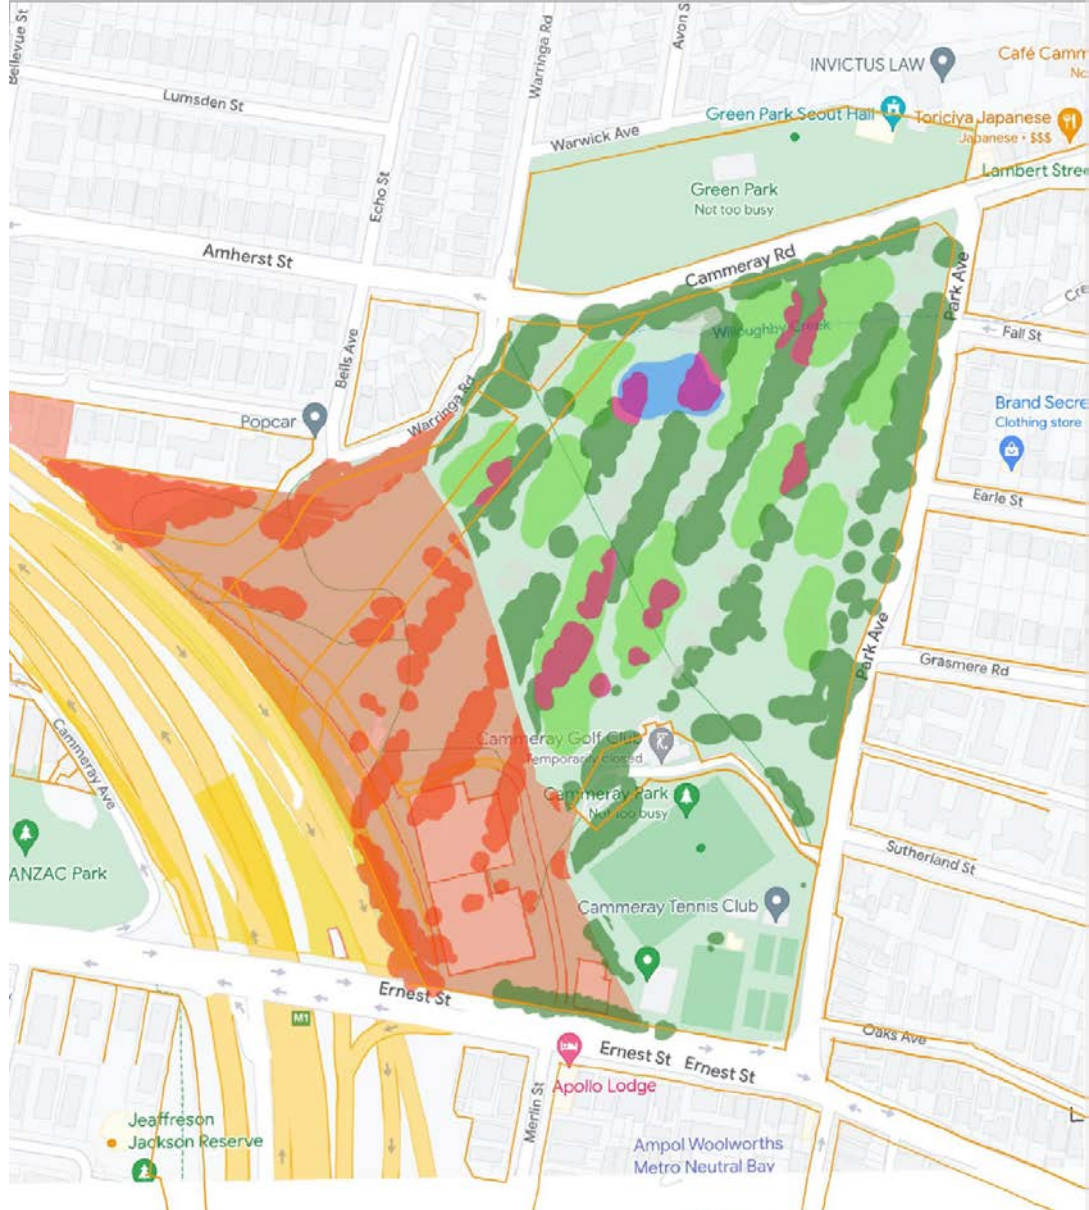 Bellevue St
Lumsden St
Echo St
Warringa Rd
Avon S
INVICTUS LAW
Café Camm
Nc
Green Park Scout Hall
Toriciya Japanese
Japanese • $$$
Warwick Ave
Lambert Stree
Green Park
Not too busy
Amherst St
Cammeray Rd
Park Ave
Cre
Fall St
Willoughby Creek
Bells Ave
Warringa Rd
Popcar
Brand Secre
Clothing store
Earle St
Park Ave
Grasmere Rd
Cammeray Golf Club
Temporarily closed
Cammeray Ave
Cammeray Park
Not too busy
Sutherland St
ANZAC Park
Cammeray Tennis Club
Ernest St
M1
Ernest St
Ernest St
Oaks Ave
Apollo Lodge
Merlin St
Jeaffreson
Jackson Reserve
Ampol Woolworths
Metro Neutral Bay